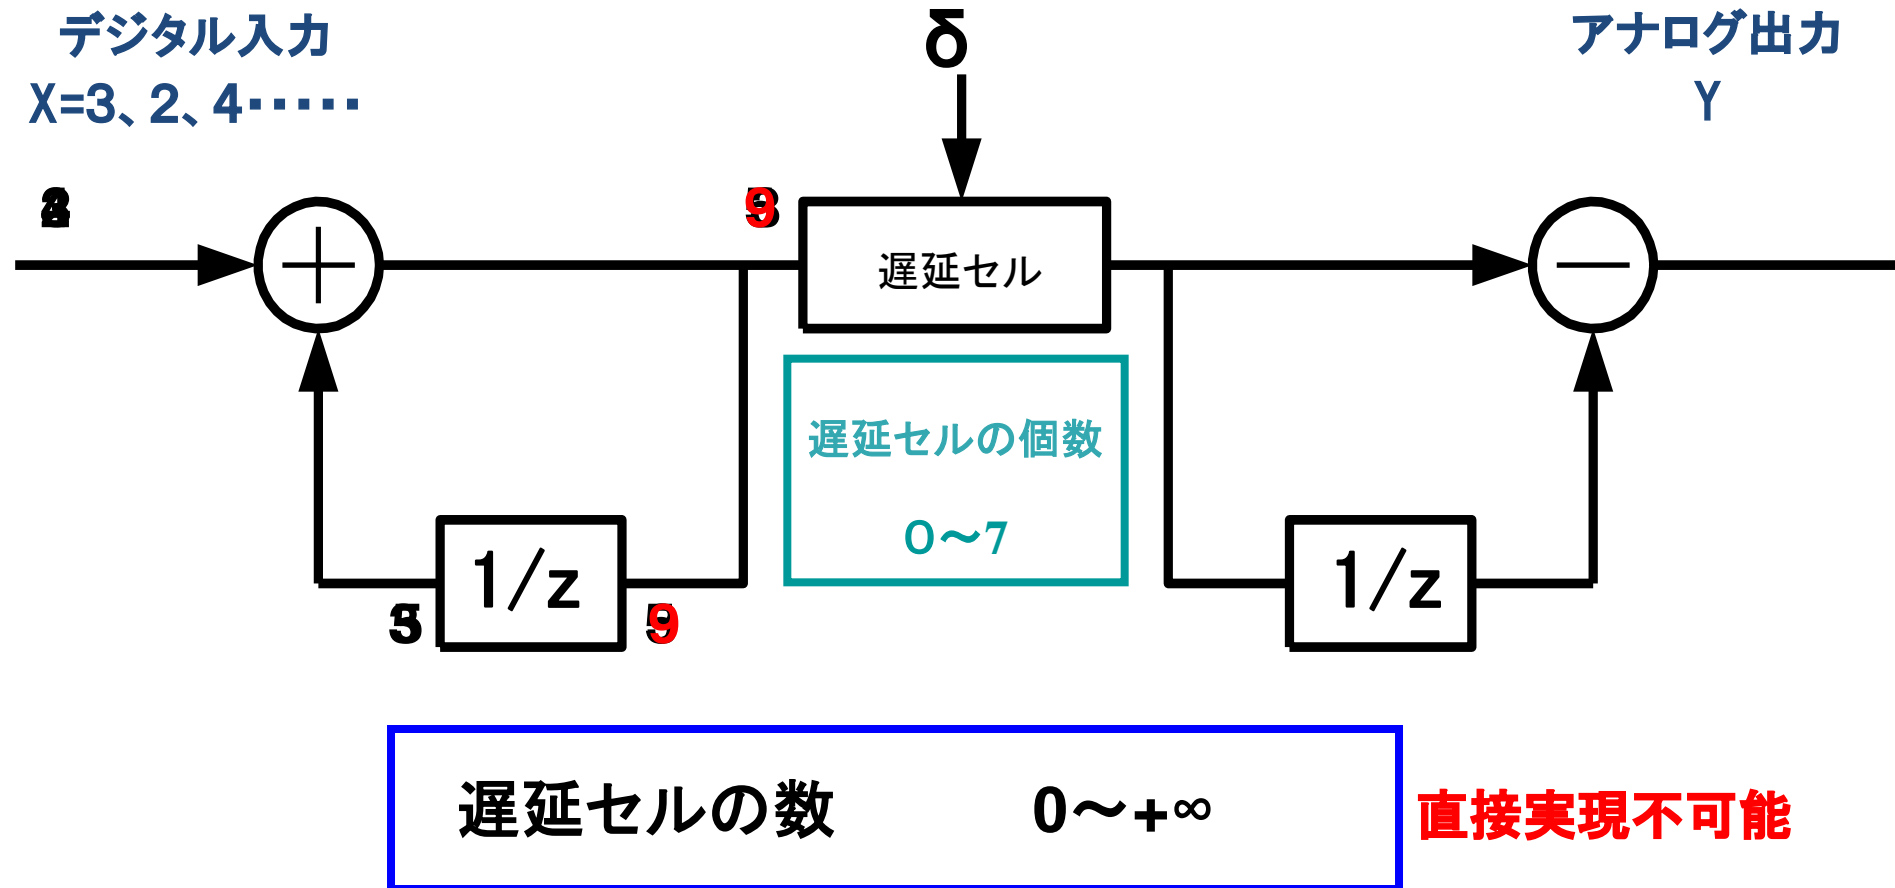 デジタル入力
X=3、2、4・・・・・
δ
アナログ出力
Y
9
遅延セル
遅延セルの個数
0～7
1/z
1/z
9
遅延セルの数 0～+∞
直接実現不可能